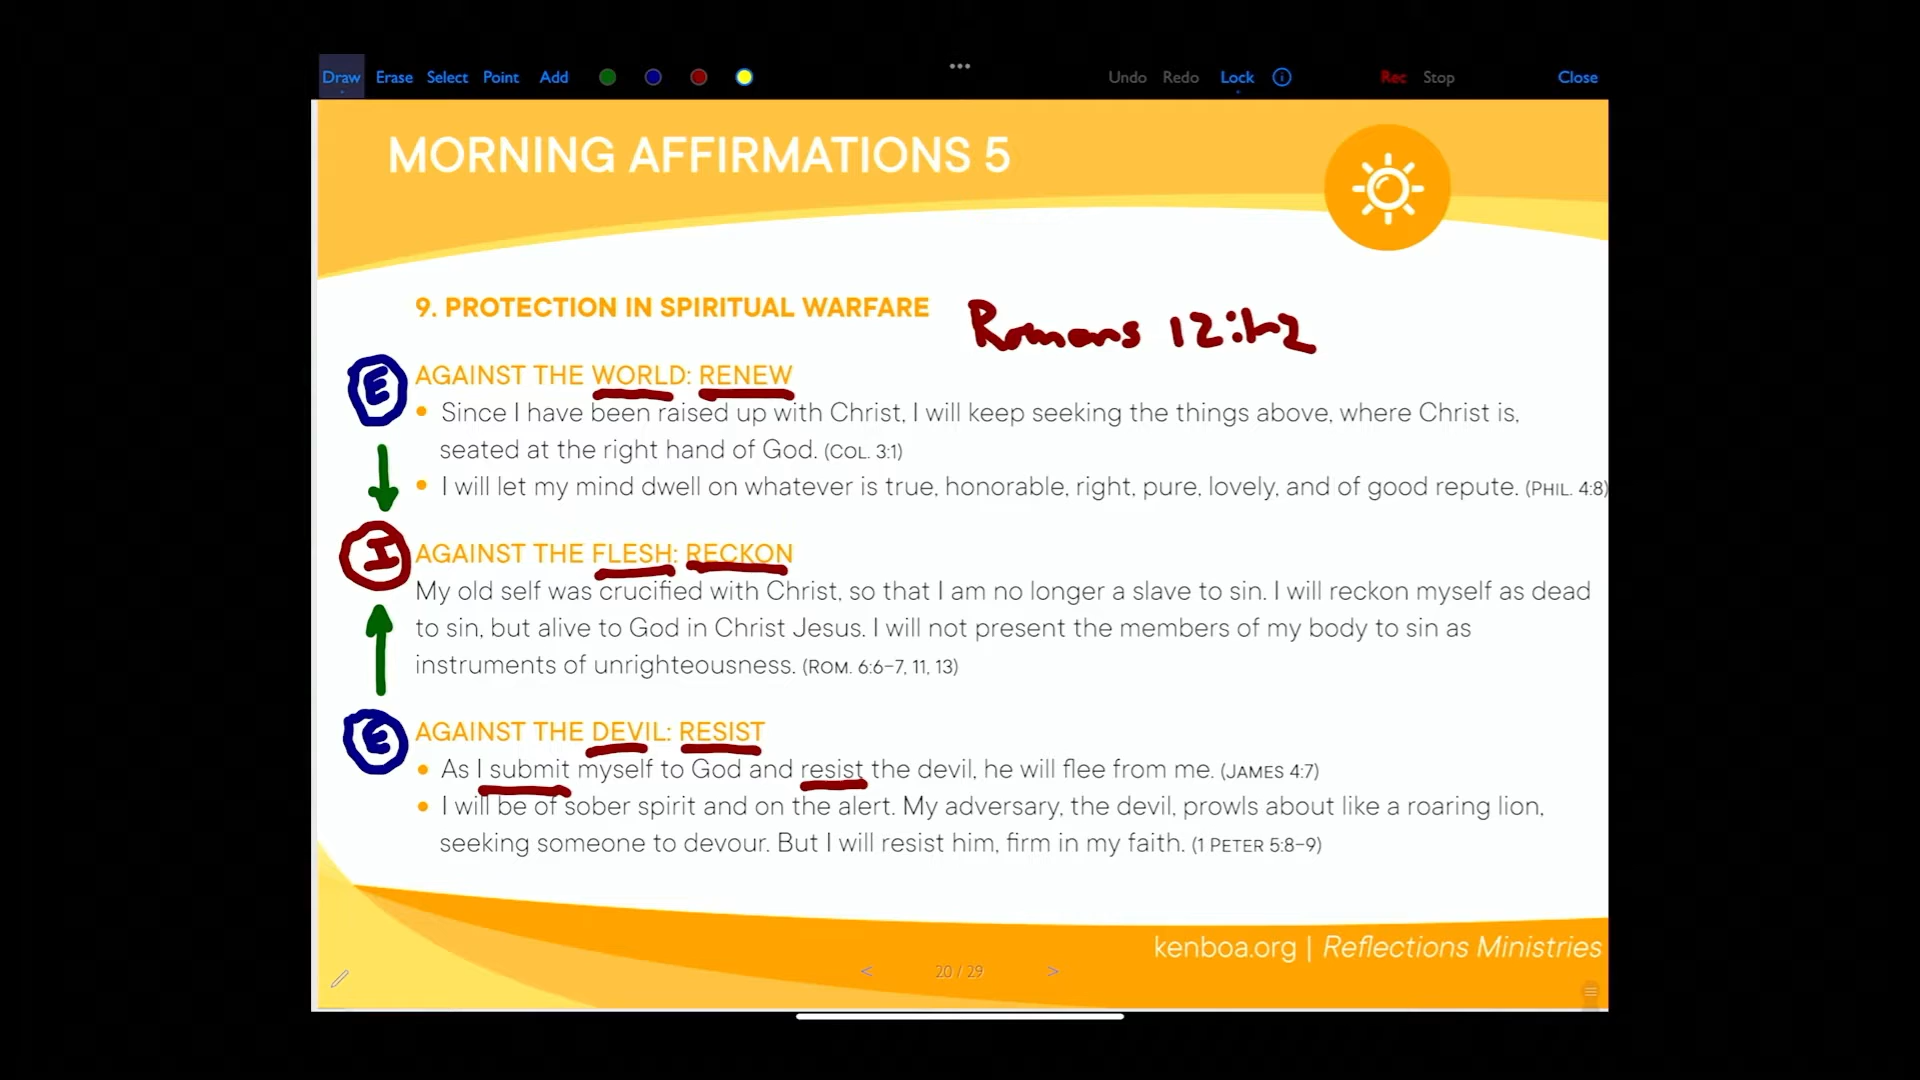 Draw Erase Select Point Add ... Undo Redo Lock Rec Stop Close
MORNING AFFIRMATIONS 5
9. PROTECTION IN SPIRITUAL WARFARE
Romans 12:1-2
E AGAINST THE WORLD: RENEW
• Since I have been raised up with Christ, I will keep seeking the things above, where Christ is,
seated at the right hand of God. (COL. 3:1)
• I will let my mind dwell on whatever is true, honorable, right, pure, lovely, and of good repute. (PHIL. 4:8)
I AGAINST THE FLESH: RECKON
My old self was crucified with Christ, so that I am no longer a slave to sin. I will reckon myself as dead
to sin, but alive to God in Christ Jesus. I will not present the members of my body to sin as
instruments of unrighteousness. (ROM. 6:6–7, 11, 13)
E AGAINST THE DEVIL: RESIST
• As I submit myself to God and resist the devil, he will flee from me. (JAMES 4:7)
• I will be of sober spirit and on the alert. My adversary, the devil, prowls about like a roaring lion,
seeking someone to devour. But I will resist him, firm in my faith. (1 PETER 5:8–9)
kenboa.org | Reflections Ministries
< 20 / 29 >